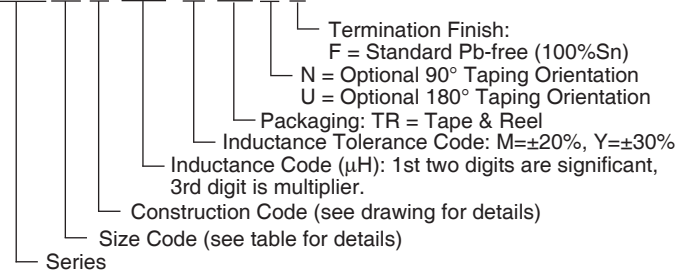 Termination Finish:
F = Standard Pb-free (100%Sn)
N = Optional 90° Taping Orientation
U = Optional 180° Taping Orientation
Packaging: TR = Tape & Reel
Inductance Tolerance Code: M=±20%, Y=±30%
Inductance Code (μH): 1st two digits are significant,
3rd digit is multiplier.
Construction Code (see drawing for details)
Size Code (see table for details)
Series